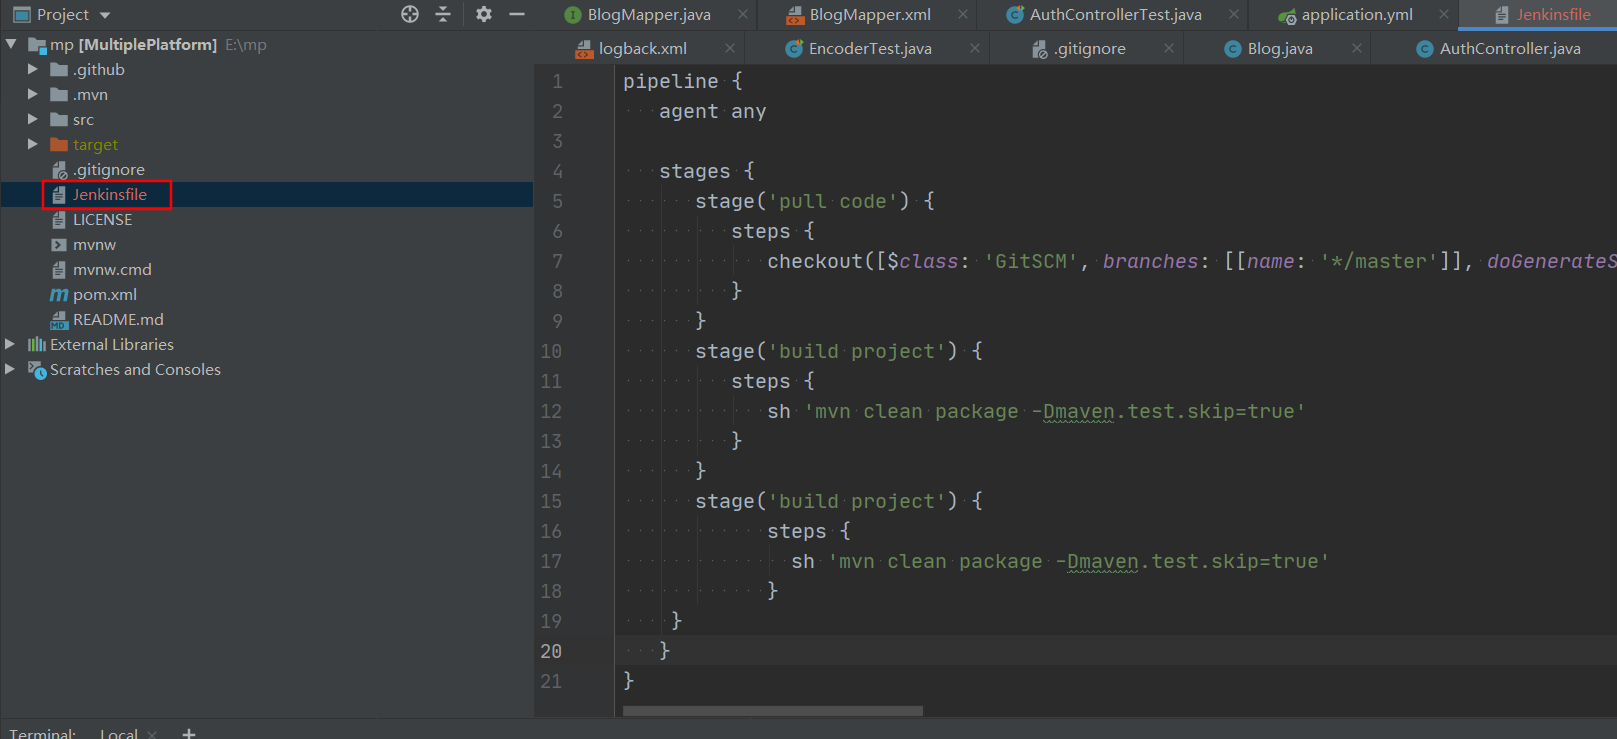 Project
BlogMapper.java
BlogMapper.xml
AuthControllerTest.java
application.yml
Jenkinsfile
logback.xml
EncoderTest.java
.gitignore
Blog.java
AuthController.java
mp [MultiplePlatform] E:\mp
.github
.mvn
src
target
.gitignore
Jenkinsfile
LICENSE
mvnw
mvnw.cmd
pom.xml
README.md
External Libraries
Scratches and Consoles
1 pipeline {
2 agent any
3
4 stages {
5 stage('pull code') {
6 steps {
7 checkout([$class: 'GitSCM', branches: [[name: '*/master']], doGenerateS
8 }
9 }
10 stage('build project') {
11 steps {
12 sh 'mvn clean package -Dmaven.test.skip=true'
13 }
14 }
15 stage('build project') {
16 steps {
17 sh 'mvn clean package -Dmaven.test.skip=true'
18 }
19 }
20 }
21 }
Terminal: Local